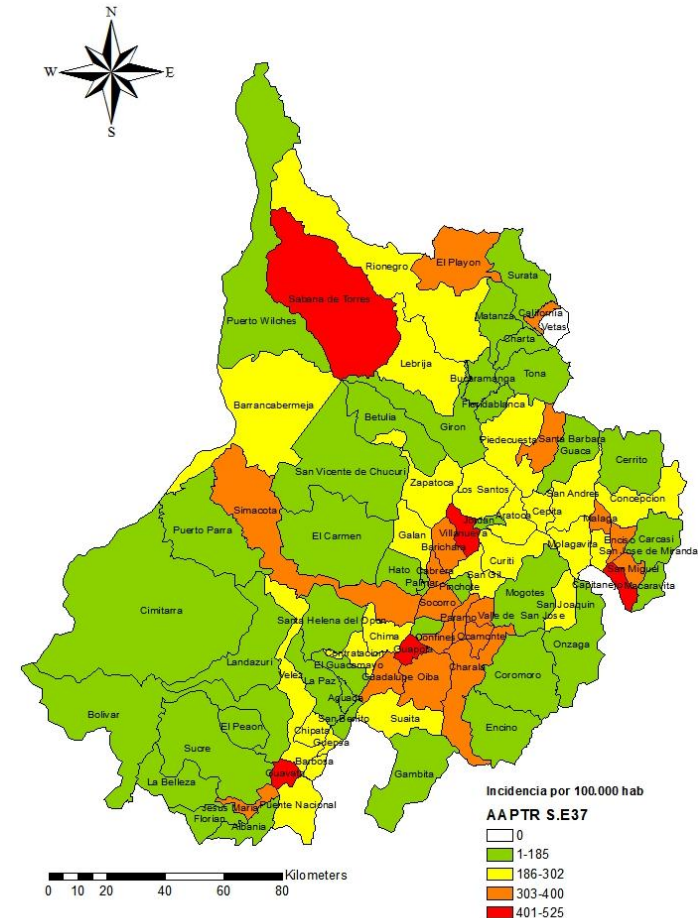 N
W E
S
Rionegro
El Playon
Surata
Sabana de Torres
Puerto Wilches
Matanza
California
Vetas
Charta
Lebrija
Bucaramanga
Tona
Barrancabermeja
Floridablanca
Betulia
Giron
Piedecuesta
Santa Barbara
Guaca
Cerrito
San Vicente de Chucuri
Zapatoca
Los Santos
San Andres
Concepcion
Simacota
Cepita
Aratoca
Jordan
Malaga
Puerto Parra
El Carmen
Galan
Villanueva
Barichara
Curiti
Molagavita
Enciso
Carcasi
San Jose de Miranda
Hato
Cabrera
San Gil
San Miguel
Palmar
Pinchote
Mogotes
Capitanejo
Macaravita
Cimitarra
Socorro
San Joaquin
Santa Helena del Opon
Paramo
Valle de San Jose
Chima
Confines
Ocamonte
Onzaga
Contratacion
Guapota
Landazuri
El Guacamayo
Charala
Velez
La Paz
Guadalupe
Oiba
Coromoro
Aguada
Bolivar
San Benito
El Peaon
Suaita
Chipata
Encino
Sucre
Guepsa
Barbosa
La Belleza
Guavata
Gambita
Jesus Maria
Puente Nacional
Florian
Albania
Incidencia por 100.000 hab
AAPTR S.E37
0
1-185
186-302
303-400
401-525
Kilometers
0 10 20 40 60 80